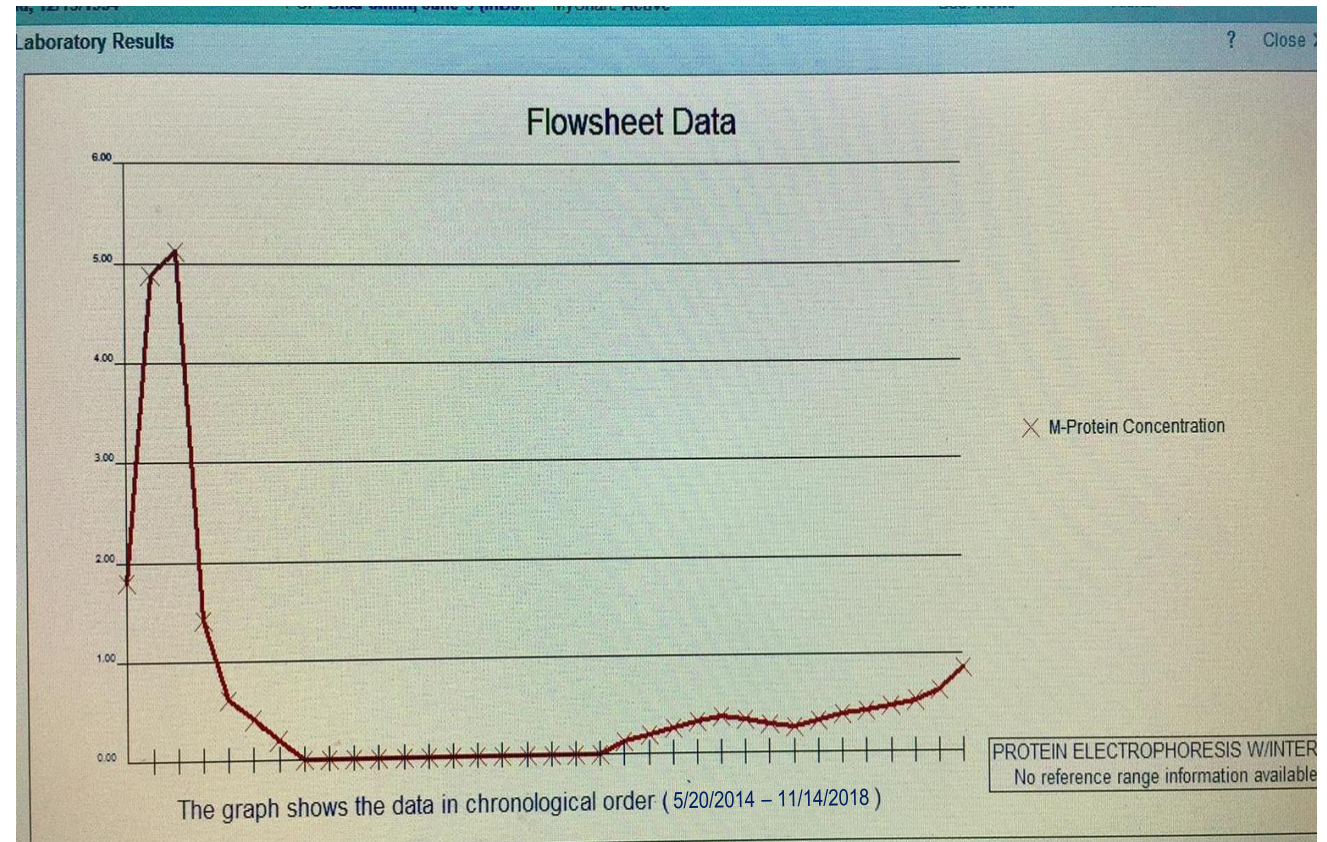 Laboratory Results
? Close
Flowsheet Data
6.00
5.00
4.00
3.00
2.00
1.00
0.00
M-Protein Concentration
PROTEIN ELECTROPHORESIS W/INTER
No reference range information available
The graph shows the data in chronological order ( 5/20/2014 – 11/14/2018 )